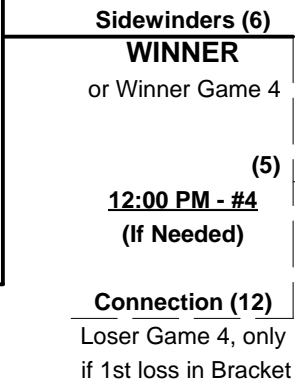 Sidewinders (6)
WINNER
or Winner Game 4
(5)
12:00 PM - #4
(If Needed)
Connection (12)
Loser Game 4, only
if 1st loss in Bracket